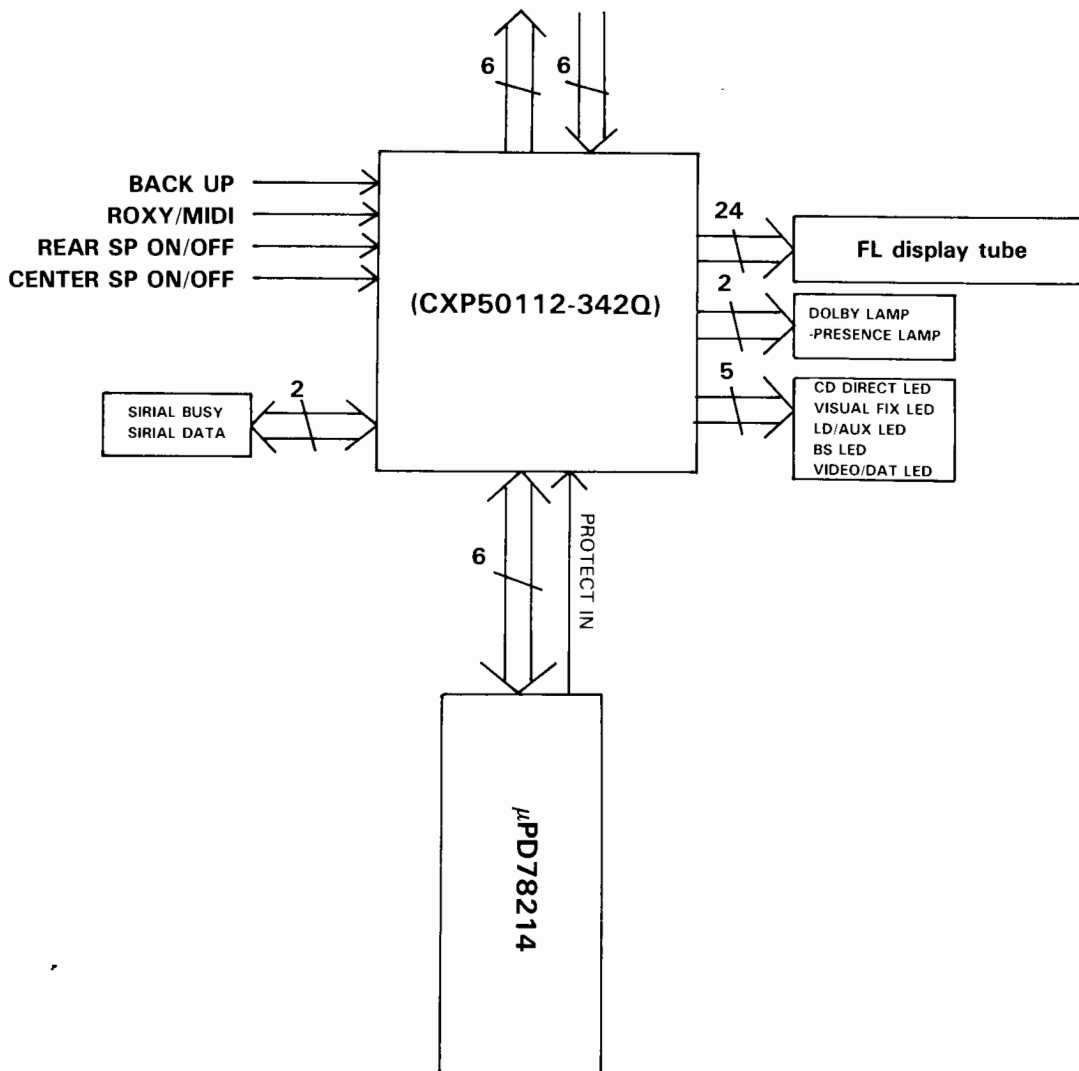 6
6
BACK UP
ROXY/MIDI
REAR SP ON/OFF
CENTER SP ON/OFF
(CXP50112-342Q)
24
FL display tube
2
DOLBY LAMP
-PRESENCE LAMP
5
CD DIRECT LED
VISUAL FIX LED
LD/AUX LED
BS LED
VIDEO/DAT LED
2
SIRIAL BUSY
SIRIAL DATA
6
PROTECT IN
μPD78214